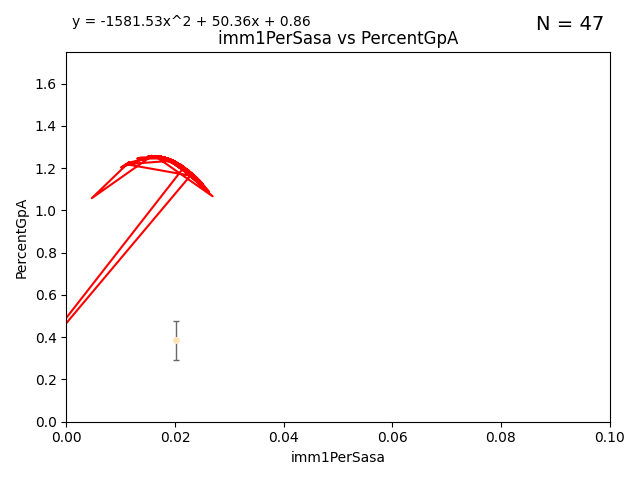 y = -1581.53x^2 + 50.36x + 0.86
N = 47
imm1PerSasa vs PercentGpA
PercentGpA
1.6
1.4
1.2
1.0
0.8
0.6
0.4
0.2
0.0
0.00 0.02 0.04 0.06 0.08 0.10
imm1PerSasa